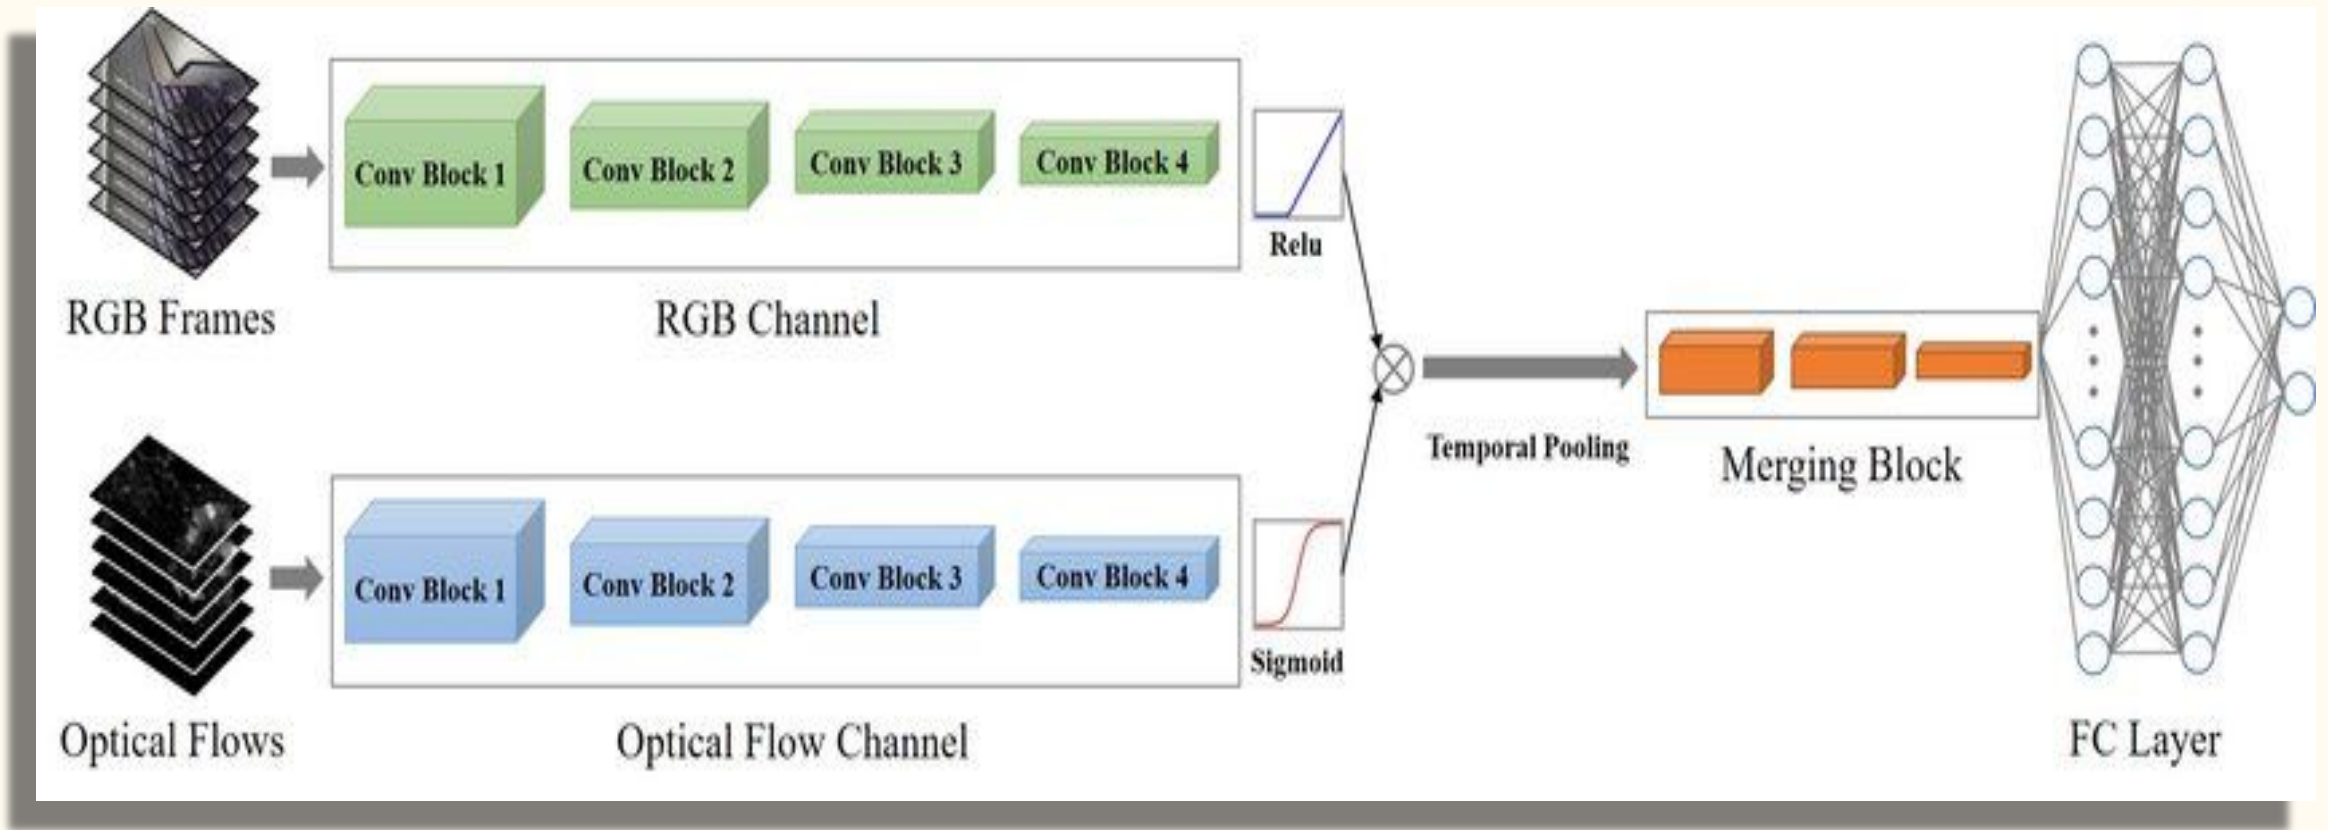 Conv Block 1
Conv Block 2
Conv Block 3
Conv Block 4
Relu
RGB Frames
RGB Channel
Temporal Pooling
Merging Block
Conv Block 1
Conv Block 2
Conv Block 3
Conv Block 4
Sigmoid
Optical Flows
Optical Flow Channel
FC Layer